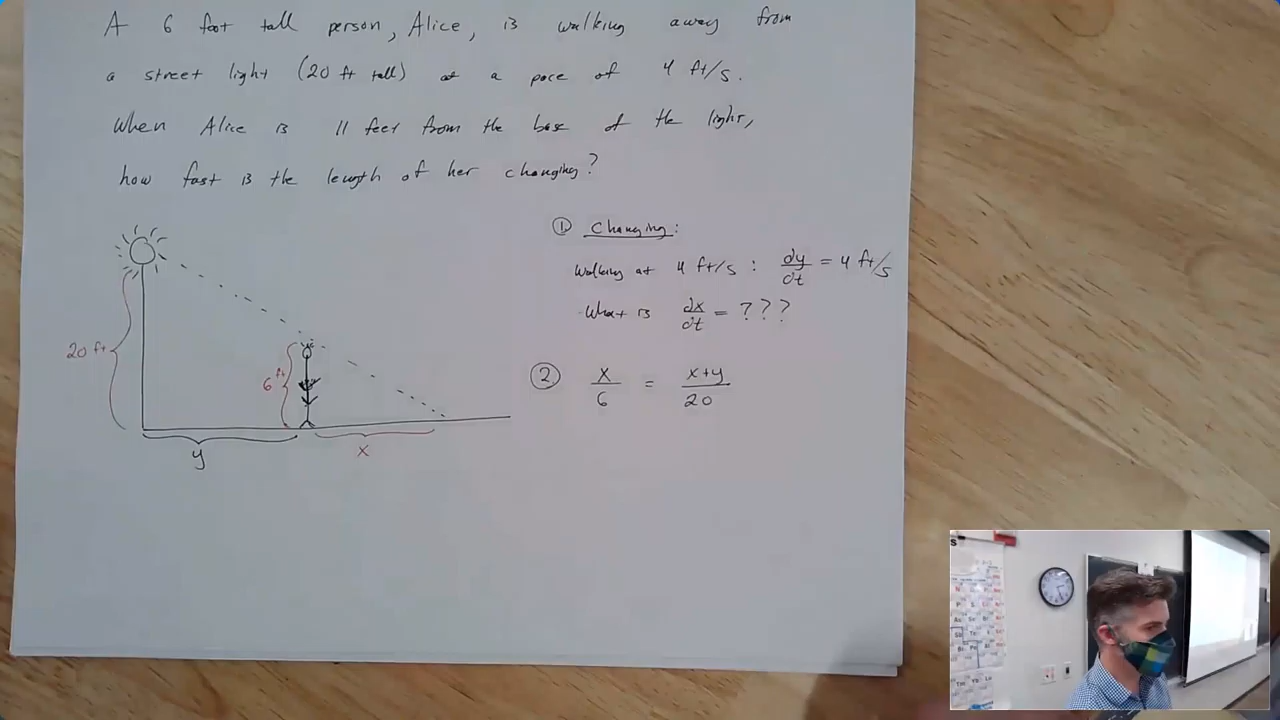 A 6 foot tall person, Alice, is walking away from
a street light (20 ft tall) at a pace of 4 ft/s.
When Alice is 11 feet from the base of the light,
how fast is the length of her changing?
① Changing:
Walking at 4 ft/s : dy/dt = 4 ft/s
What is dx/dt = ???
② x/6 = x+y/20
20 ft
6 ft
y
x